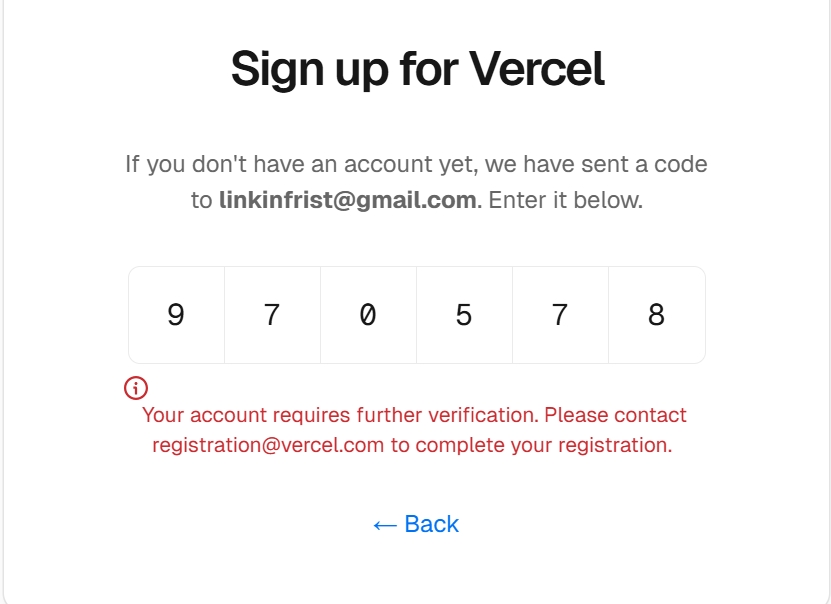 Sign up for Vercel
If you don't have an account yet, we have sent a code
to linkinfrist@gmail.com. Enter it below.
9 7 0 5 7 8
Your account requires further verification. Please contact
registration@vercel.com to complete your registration.
← Back